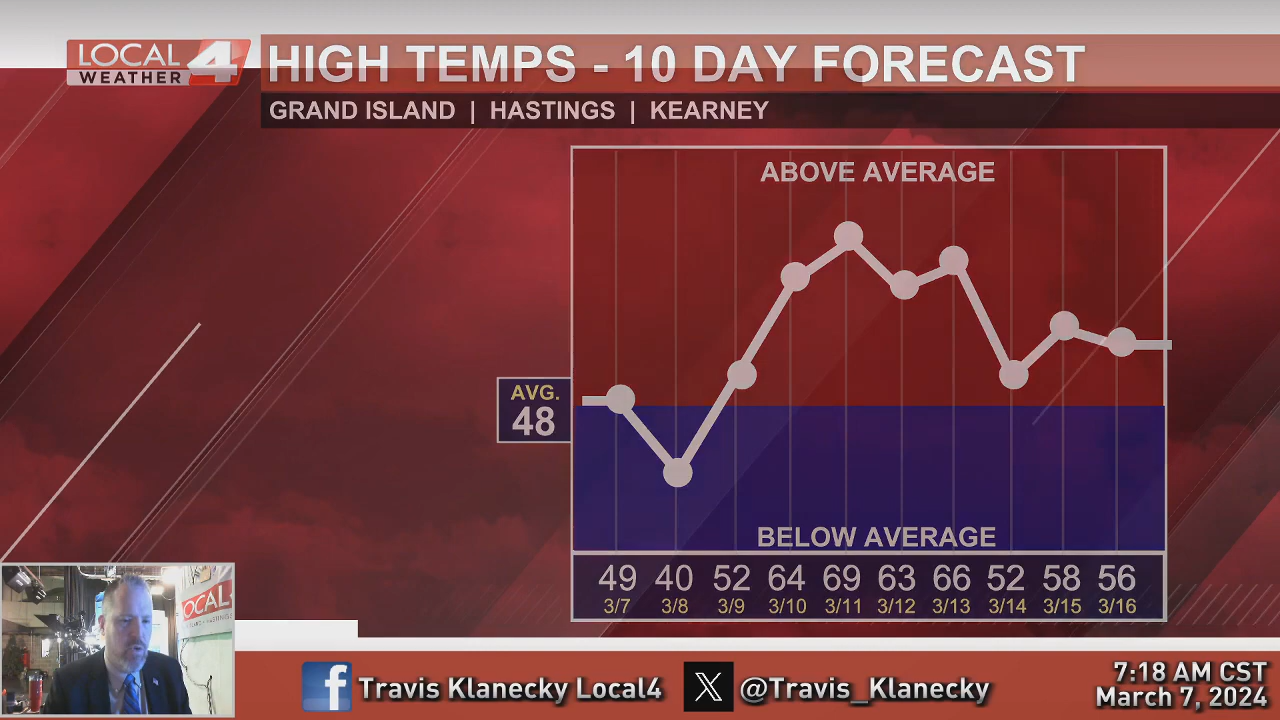 LOCAL 4
WEATHER
HIGH TEMPS - 10 DAY FORECAST
GRAND ISLAND | HASTINGS | KEARNEY
ABOVE AVERAGE
AVG.
48
BELOW AVERAGE
49 40 52 64 69 63 66 52 58 56
3/7 3/8 3/9 3/10 3/11 3/12 3/13 3/14 3/15 3/16
LOCAL
f Travis Klanecky Local4
X @Travis_Klanecky
7:18 AM CST
March 7, 2024